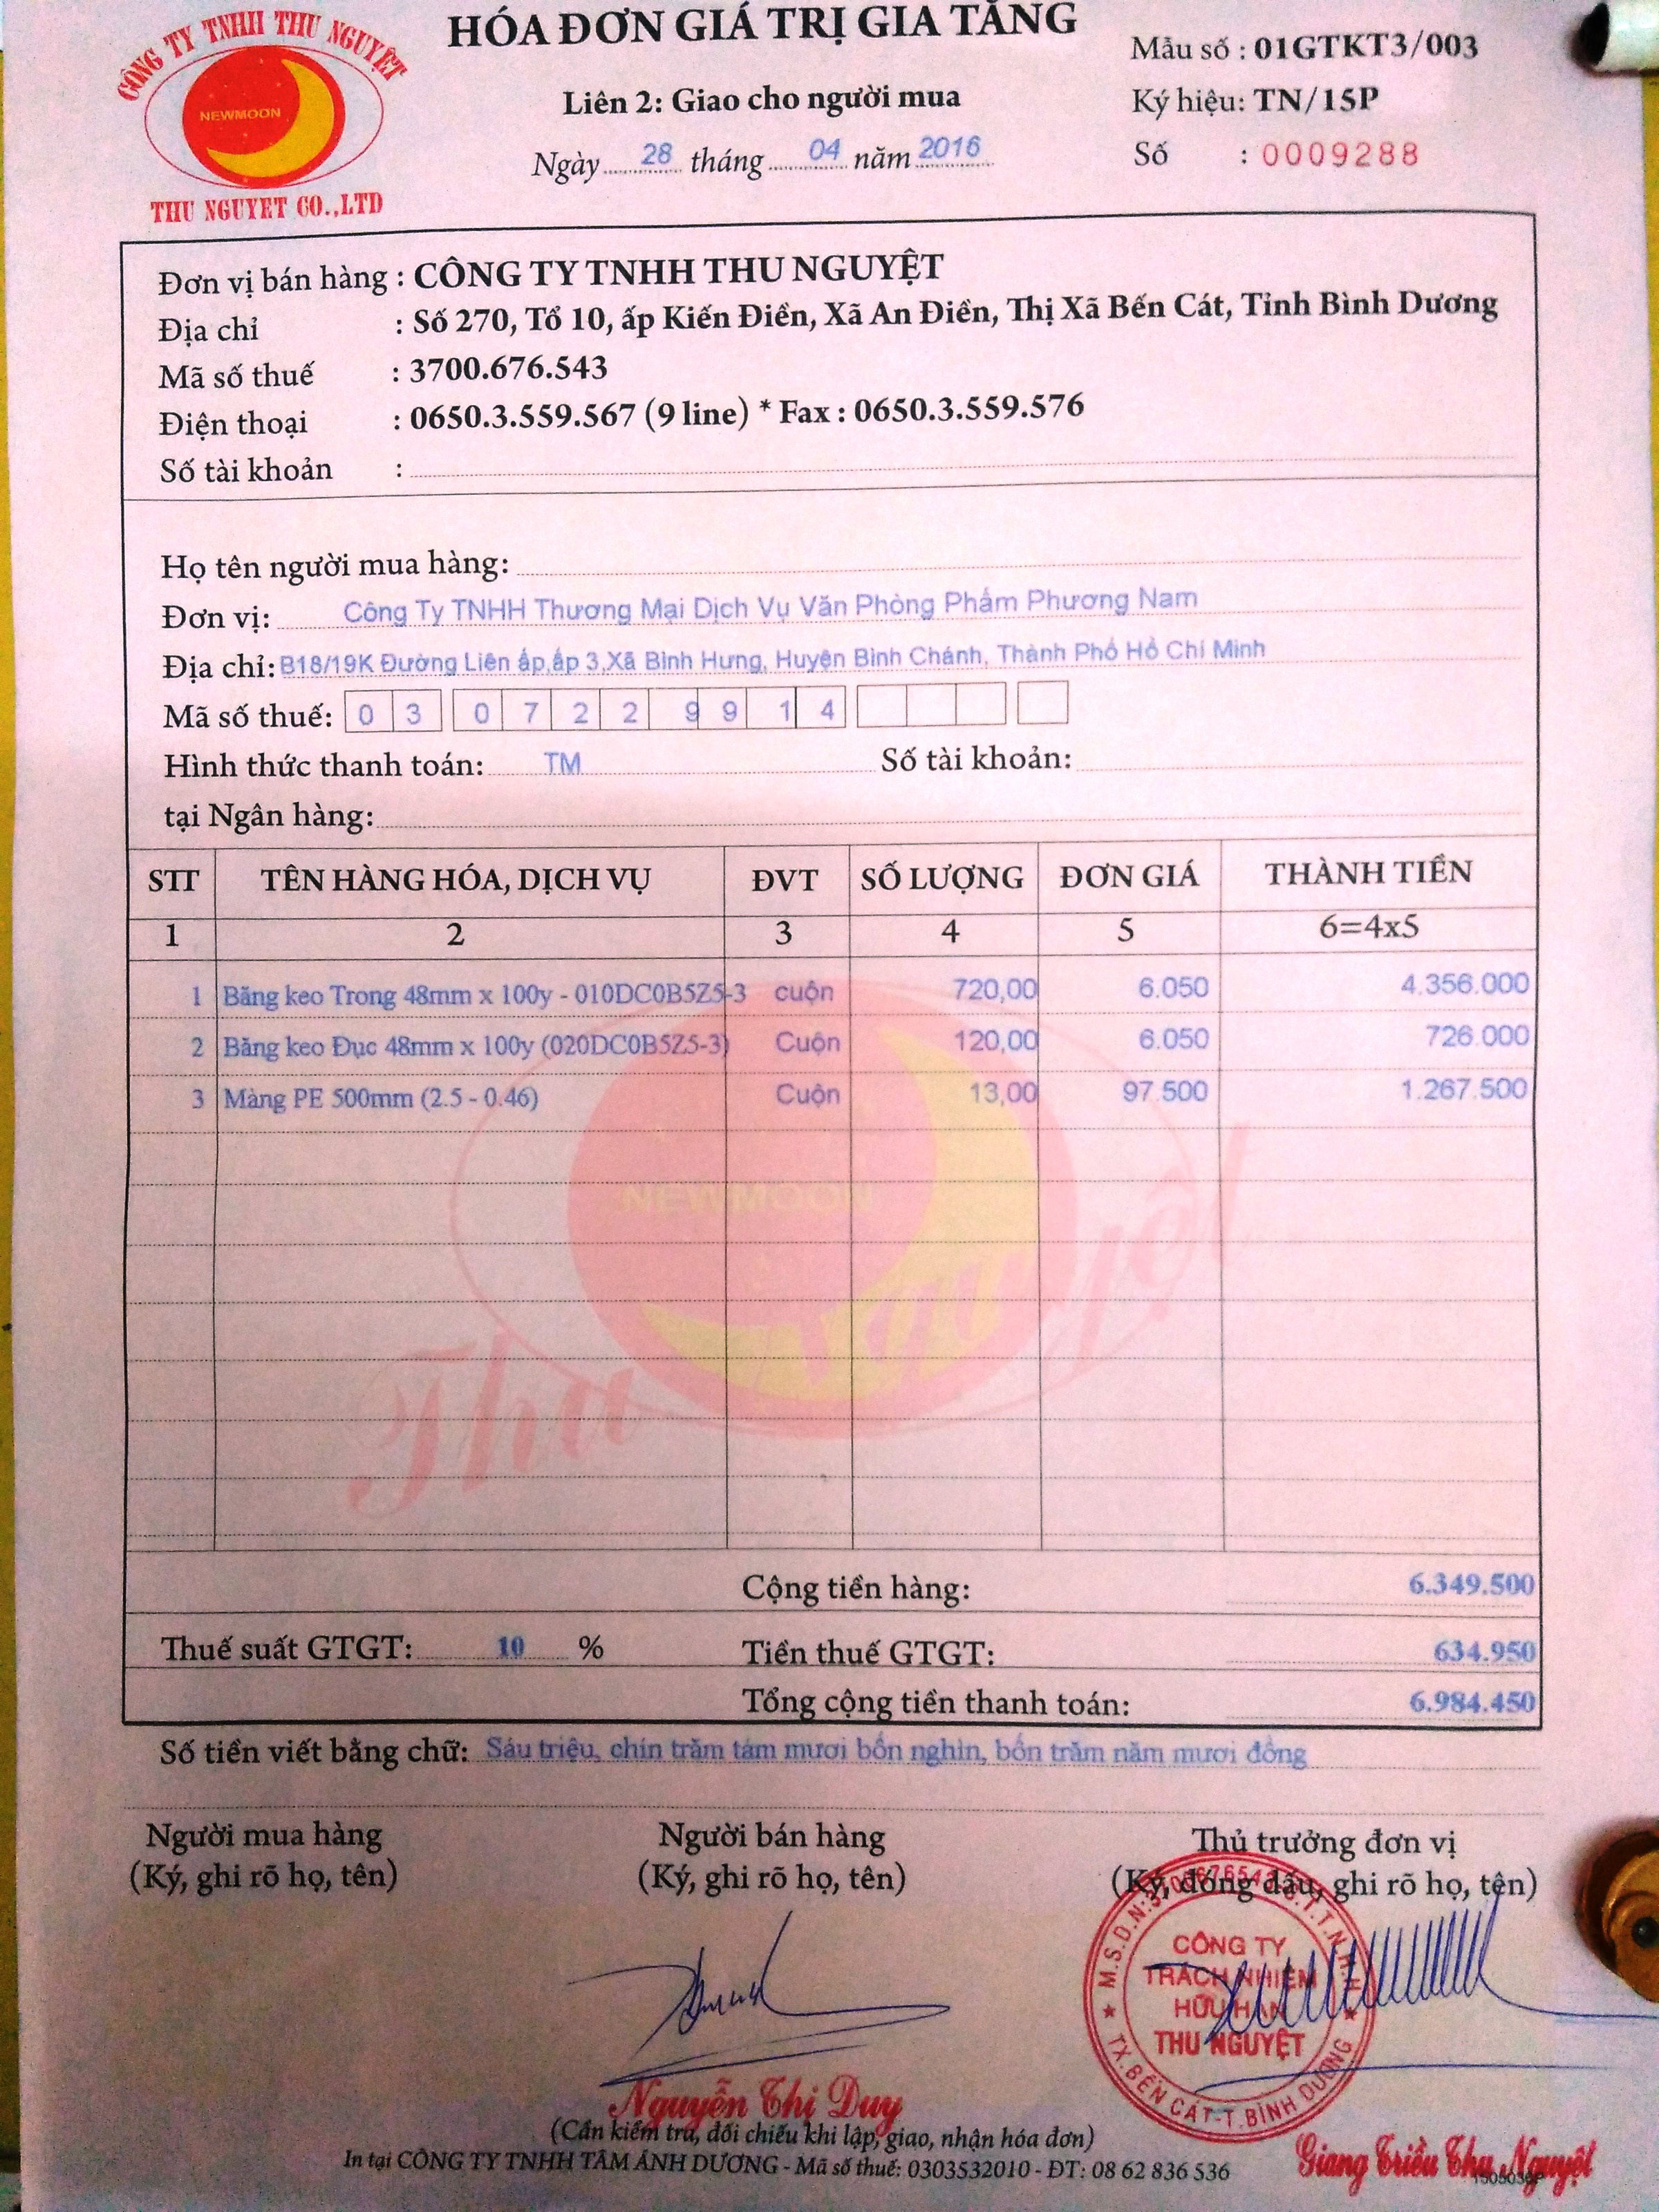 CÔNG TY TNHH THU NGUYỆT
NEWMOON
THU NGUYET CO.,LTD
HÓA ĐƠN GIÁ TRỊ GIA TĂNG
Liên 2: Giao cho người mua
Ngày 28 tháng 04 năm 2016
Mẫu số : 01GTKT3/003
Ký hiệu: TN/15P
Số : 0009288
Đơn vị bán hàng : CÔNG TY TNHH THU NGUYỆT
Địa chỉ : Số 270, Tổ 10, ấp Kiến Điền, Xã An Điền, Thị Xã Bến Cát, Tỉnh Bình Dương
Mã số thuế : 3700.676.543
Điện thoại : 0650.3.559.567 (9 line) * Fax : 0650.3.559.576
Số tài khoản :
Họ tên người mua hàng:
Đơn vị: Công Ty TNHH Thương Mại Dịch Vụ Văn Phòng Phẩm Phương Nam
Địa chỉ: B18/19K Đường Liên ấp,ấp 3,Xã Bình Hưng, Huyện Bình Chánh, Thành Phố Hồ Chí Minh
Mã số thuế: 0 3 0 7 2 2 9 9 1 4
Hình thức thanh toán: TM Số tài khoản:
tại Ngân hàng:
STT TÊN HÀNG HÓA, DỊCH VỤ ĐVT SỐ LƯỢNG ĐƠN GIÁ THÀNH TIỀN
1 2 3 4 5 6=4x5
1 Băng keo Trong 48mm x 100y - 010DC0B5Z5-3 cuộn 720,00 6.050 4.356.000
2 Băng keo Đục 48mm x 100y (020DC0B5Z5-3) Cuộn 120,00 6.050 726.000
3 Màng PE 500mm (2.5 - 0.46) Cuộn 13,00 97.500 1.267.500
NEWMOON
Thu Nguyệt
Cộng tiền hàng: 6.349.500
Thuế suất GTGT: 10 % Tiền thuế GTGT: 634.950
Tổng cộng tiền thanh toán: 6.984.450
Số tiền viết bằng chữ: Sáu triệu, chín trăm tám mươi bốn nghìn, bốn trăm năm mươi đồng
Người mua hàng Người bán hàng Thủ trưởng đơn vị
(Ký, ghi rõ họ, tên) (Ký, ghi rõ họ, tên) (Ký, đóng dấu, ghi rõ họ, tên)
M.S.D.N:3700676543-C.T.T.N.H.H
CÔNG TY
TRÁCH NHIỆM
HỮU HẠN
THU NGUYỆT
TX.BẾN CÁT-T.BÌNH DƯƠNG
Nguyễn Thị Duy
Giang Triều Thu Nguyệt
(Cần kiểm tra, đối chiếu khi lập, giao, nhận hóa đơn)
In tại CÔNG TY TNHH TÂM ÁNH DƯƠNG - Mã số thuế: 0303532010 - ĐT: 08 62 836 536